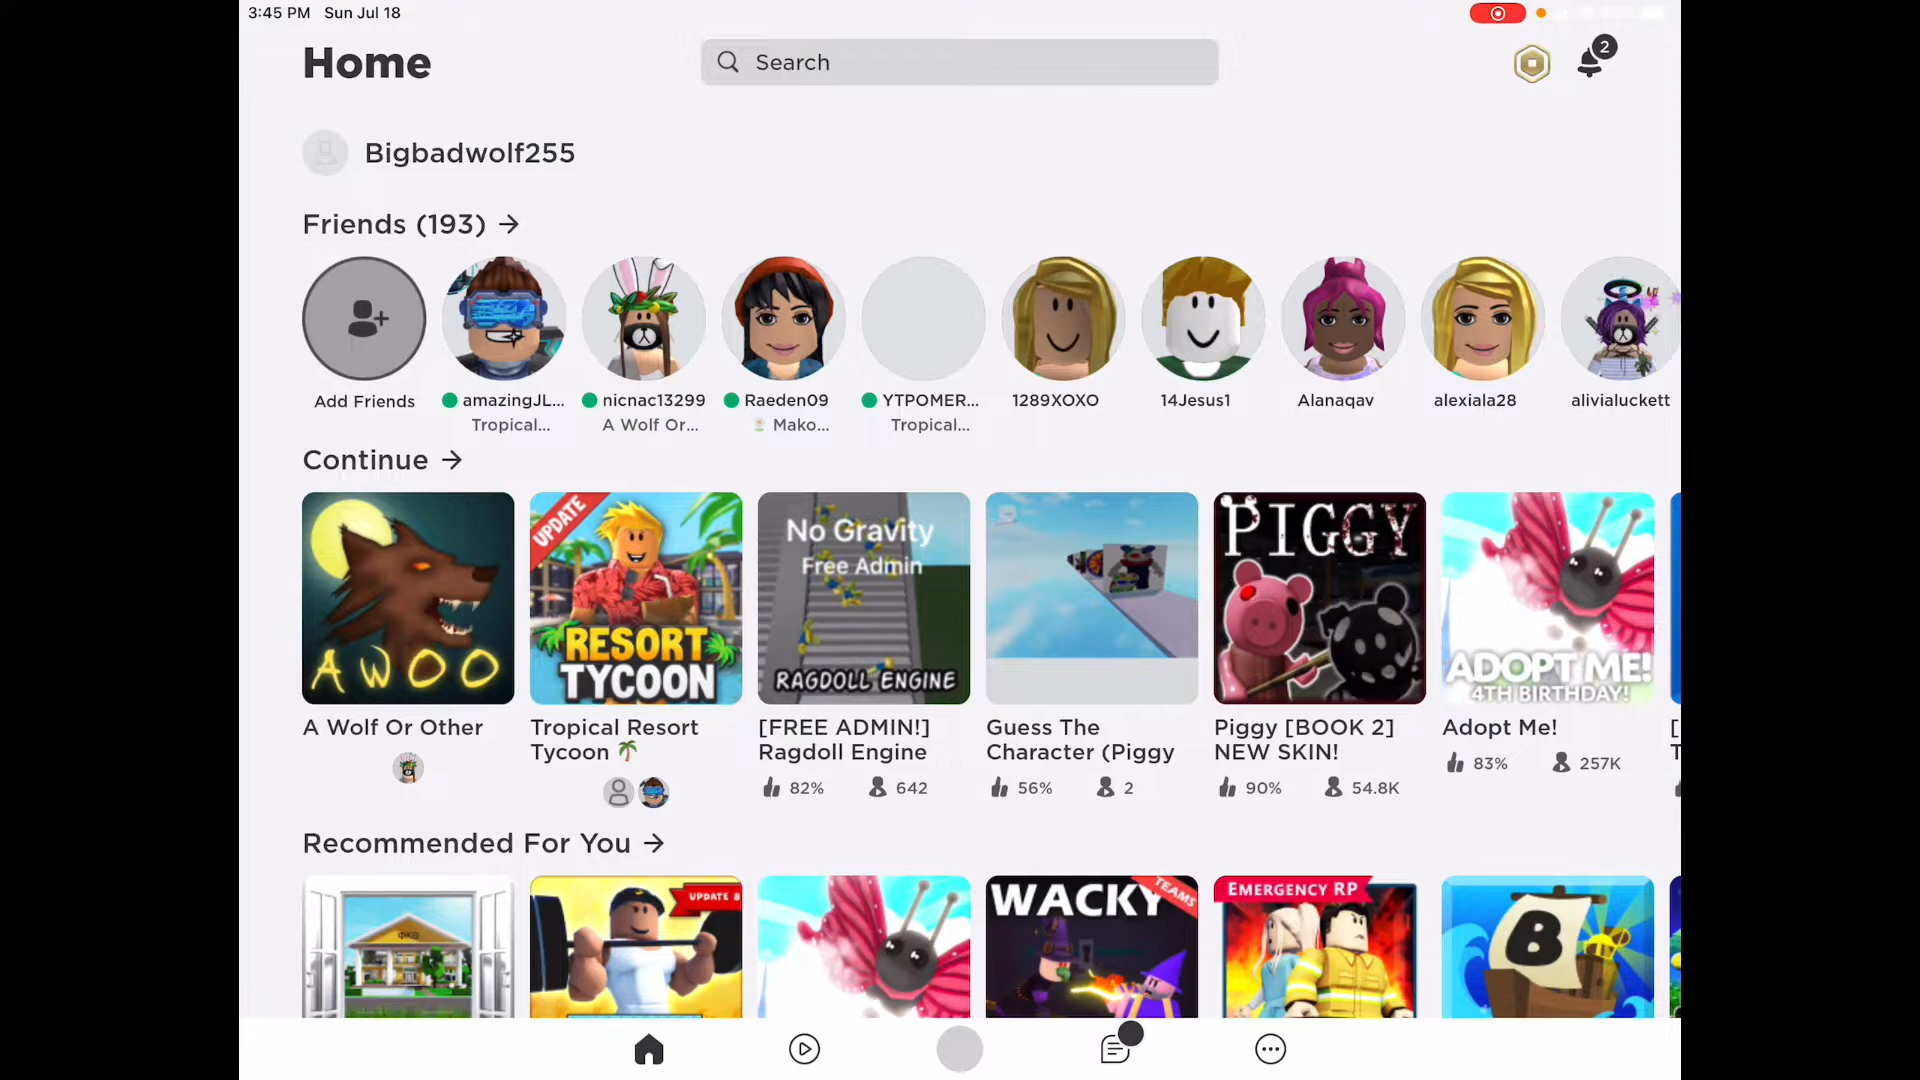 3:45 PM Sun Jul 18
Home
Search
2
Bigbadwolf255
Friends (193) →
Add Friends
amazingJL...
Tropical...
nicnac13299
A Wolf Or...
Raeden09
Mako...
YTPOMER...
Tropical...
1289XOXO
14Jesus1
Alanaqav
alexiala28
alivialuckett
Continue →
AWOO
UPDATE
RESORT
TYCOON
No Gravity
Free Admin
RAGDOLL ENGINE
PIGGY
ADOPT ME!
4TH BIRTHDAY!
A Wolf Or Other
Tropical Resort
Tycoon 🌴
[FREE ADMIN!]
Ragdoll Engine
82% 642
Guess The
Character (Piggy
56% 2
Piggy [BOOK 2]
NEW SKIN!
90% 54.8K
Adopt Me!
83% 257K
[
T
Recommended For You →
ΦΚΘ
UPDATE 8
WACKY
TEAMS
EMERGENCY RP
B